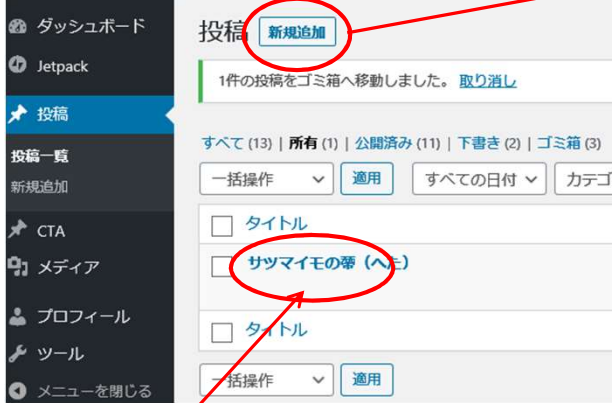 ダッシュボード
Jetpack
投稿
投稿一覧
新規追加
CTA
メディア
プロフィール
ツール
メニューを閉じる
投稿 新規追加
1件の投稿をゴミ箱へ移動しました。 取り消し
すべて (13) | 所有 (1) | 公開済み (11) | 下書き (2) | ゴミ箱 (3)
一括操作 適用 すべての日付 カテゴ
タイトル
サツマイモの蔕（へた）
タイトル
一括操作 適用